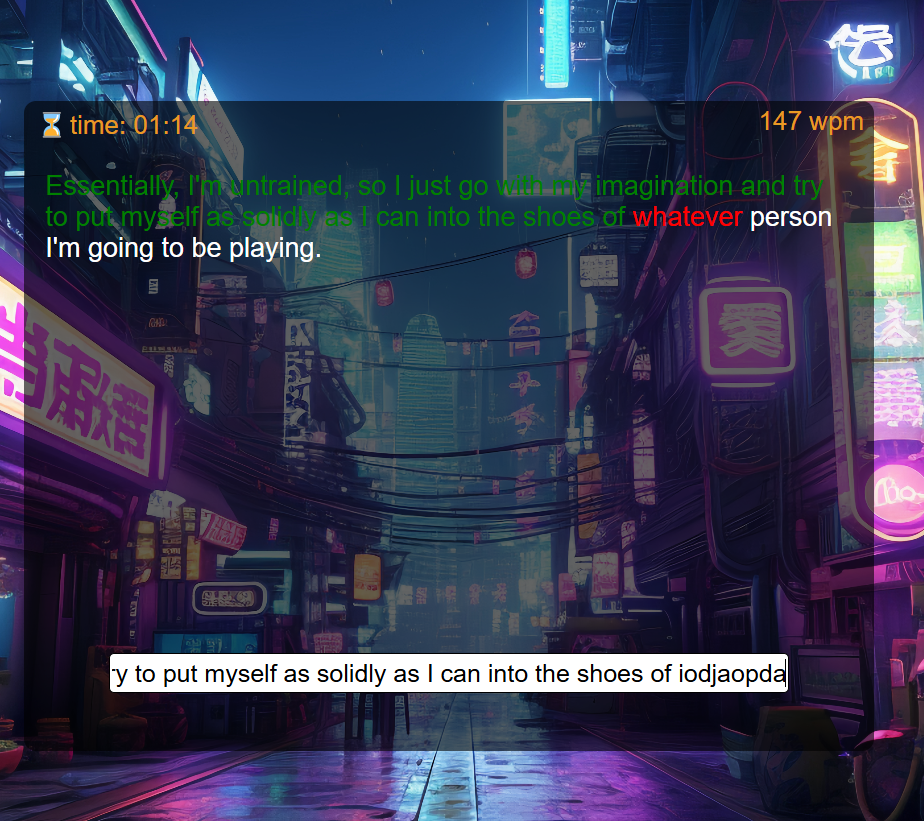 ⏳ time: 01:14
147 wpm
Essentially, I'm untrained, so I just go with my imagination and try
to put myself as solidly as I can into the shoes of whatever person
I'm going to be playing.
y to put myself as solidly as I can into the shoes of iodjaopda